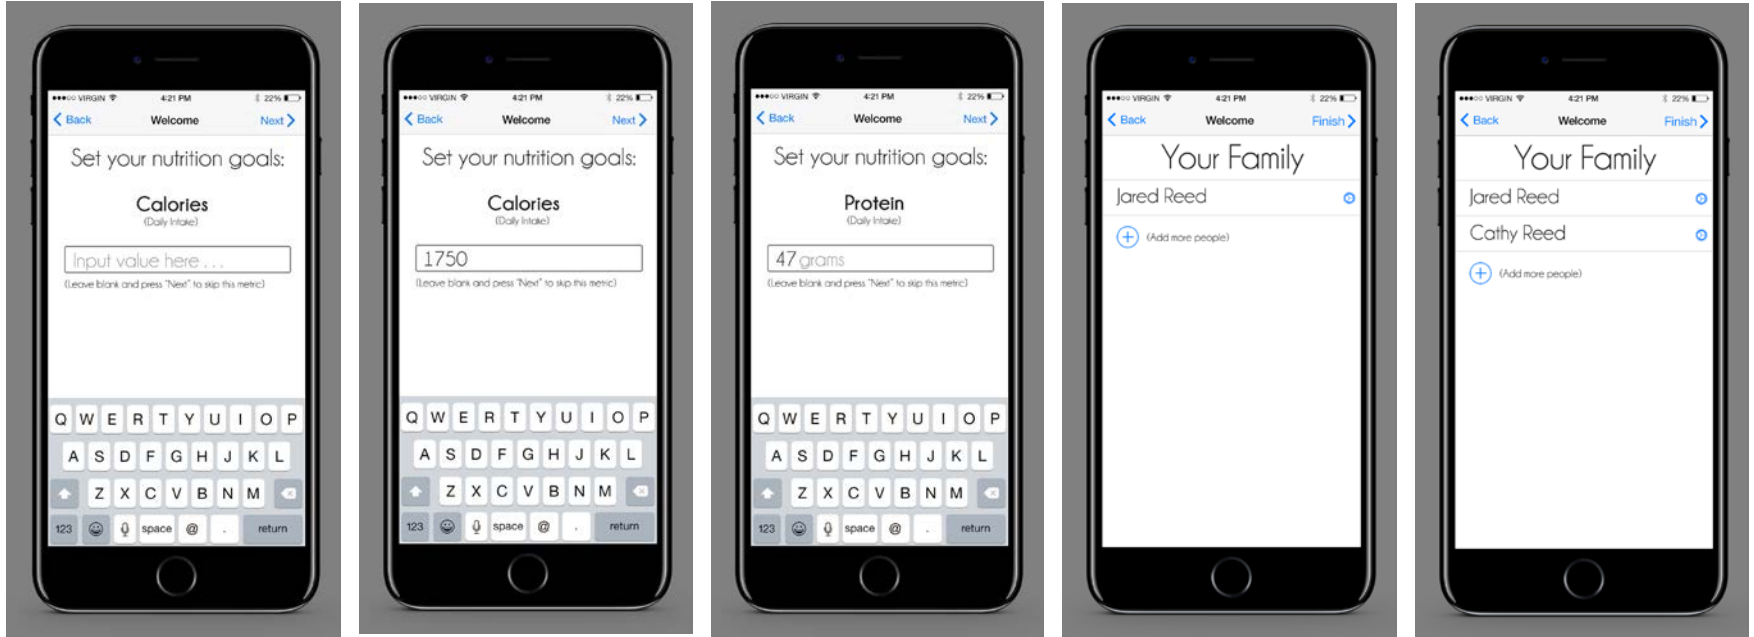 ●●●○○ VIRGIN 4:21 PM 22%
Back Welcome Next
Set your nutrition goals:
Calories
(Daily Intake)
Input value here . . .
(Leave blank and press "Next" to skip this metric)
Q W E R T Y U I O P
A S D F G H J K L
Z X C V B N M
123 space @ . return
●●●○○ VIRGIN 4:21 PM 22%
Back Welcome Next
Set your nutrition goals:
Calories
(Daily Intake)
1750
(Leave blank and press "Next" to skip this metric)
Q W E R T Y U I O P
A S D F G H J K L
Z X C V B N M
123 space @ . return
●●●○○ VIRGIN 4:21 PM 22%
Back Welcome Next
Set your nutrition goals:
Protein
(Daily Intake)
47 grams
(Leave blank and press "Next" to skip this metric)
Q W E R T Y U I O P
A S D F G H J K L
Z X C V B N M
123 space @ . return
●●●○○ VIRGIN 4:21 PM 22%
Back Welcome Finish
Your Family
Jared Reed
(Add more people)
●●●○○ VIRGIN 4:21 PM 22%
Back Welcome Finish
Your Family
Jared Reed
Cathy Reed
(Add more people)